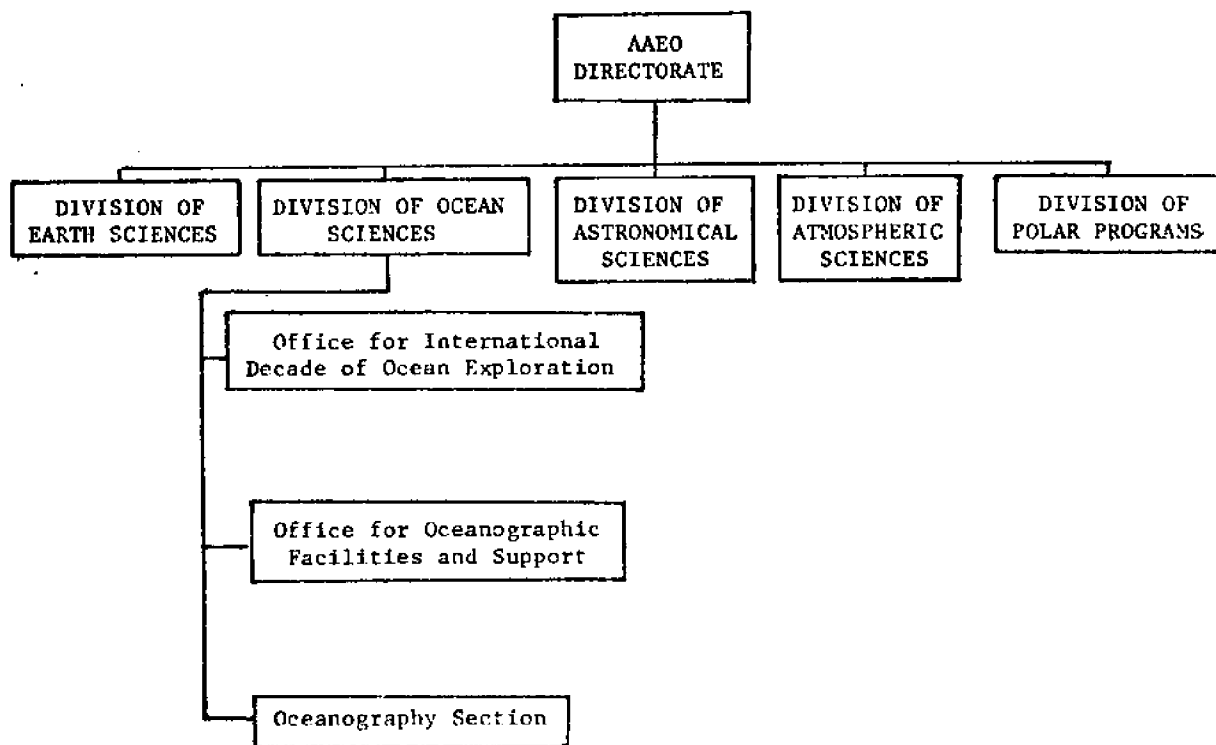 AAEO
DIRECTORATE
DIVISION OF
EARTH SCIENCES
DIVISION OF OCEAN
SCIENCES
DIVISION OF
ASTRONOMICAL
SCIENCES
DIVISION OF
ATMOSPHERIC
SCIENCES
DIVISION OF
POLAR PROGRAMS
Office for International
Decade of Ocean Exploration
Office for Oceanographic
Facilities and Support
Oceanography Section